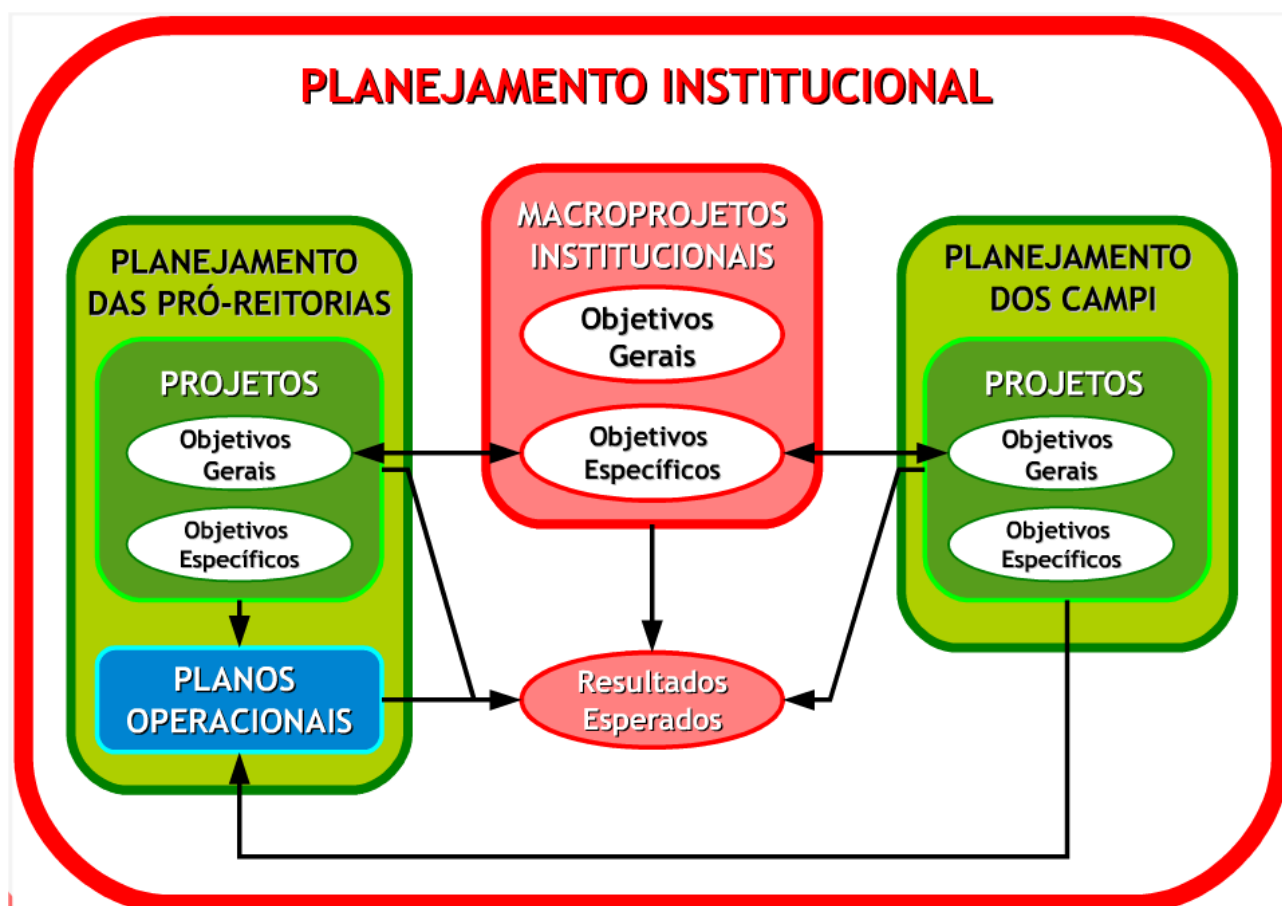 PLANEJAMENTO INSTITUCIONAL
PLANEJAMENTO
DAS PRÓ-REITORIAS
PROJETOS
Objetivos
Gerais
Objetivos
Específicos
PLANOS
OPERACIONAIS
MACROPROJETOS
INSTITUCIONAIS
Objetivos
Gerais
Objetivos
Específicos
Resultados
Esperados
PLANEJAMENTO
DOS CAMPI
PROJETOS
Objetivos
Gerais
Objetivos
Específicos